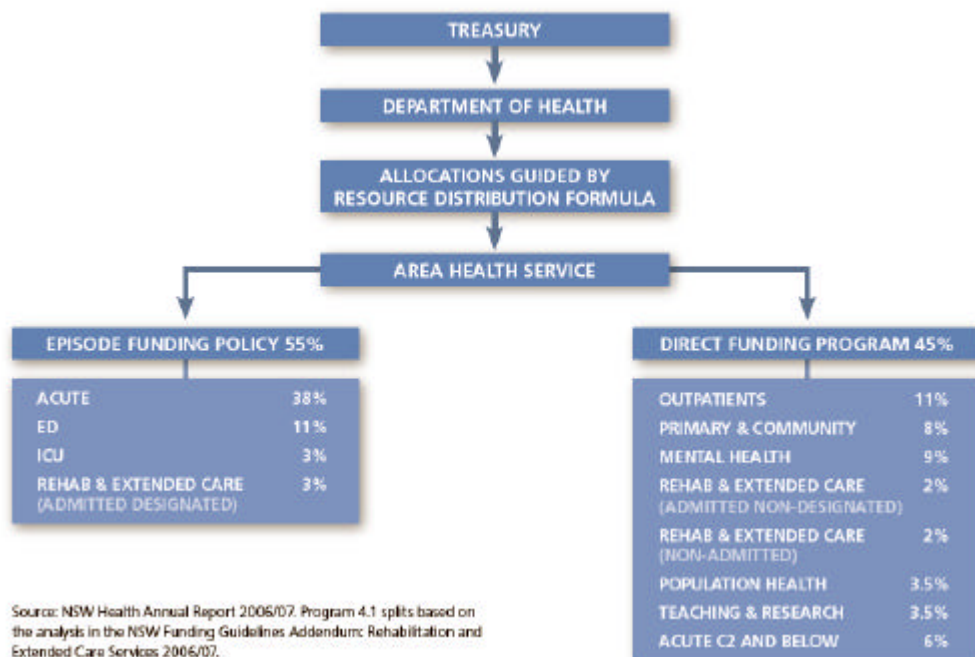 TREASURY
DEPARTMENT OF HEALTH
ALLOCATIONS GUIDED BY
RESOURCE DISTRIBUTION FORMULA
AREA HEALTH SERVICE
EPISODE FUNDING POLICY 55%
ACUTE 38%
ED 11%
ICU 3%
REHAB & EXTENDED CARE 3%
(ADMITTED DESIGNATED)
DIRECT FUNDING PROGRAM 45%
OUTPATIENTS 11%
PRIMARY & COMMUNITY 8%
MENTAL HEALTH 9%
REHAB & EXTENDED CARE 2%
(ADMITTED NON-DESIGNATED)
REHAB & EXTENDED CARE 2%
(NON-ADMITTED)
POPULATION HEALTH 3.5%
TEACHING & RESEARCH 3.5%
ACUTE C2 AND BELOW 6%
Source: NSW Health Annual Report 2006/07. Program 4.1 splits based on
the analysis in the NSW Funding Guidelines Addendum: Rehabilitation and
Extended Care Services 2006/07.